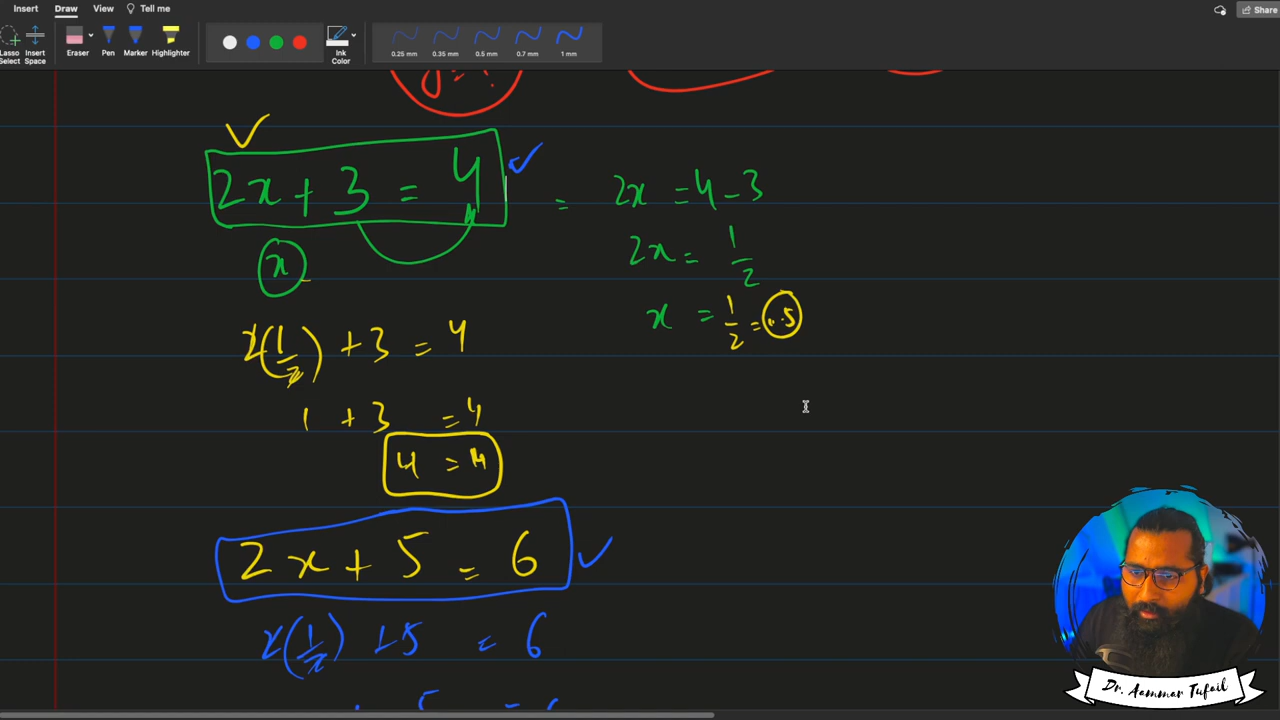 Insert Draw View Tell me Share
Lasso Select
Insert Space
Eraser
Pen
Marker
Highlighter
Ink Color
0.25 mm
0.35 mm
0.5 mm
0.7 mm
1 mm
2x + 3 = 4
= 2x = 4 - 3
x
2x = 1/2
x = 1/2 = .5
2(1/2) + 3 = 4
1 + 3 = 4
4 = 4
2x + 5 = 6
2(1/2) + 5 = 6
Dr. Aammar Tufail